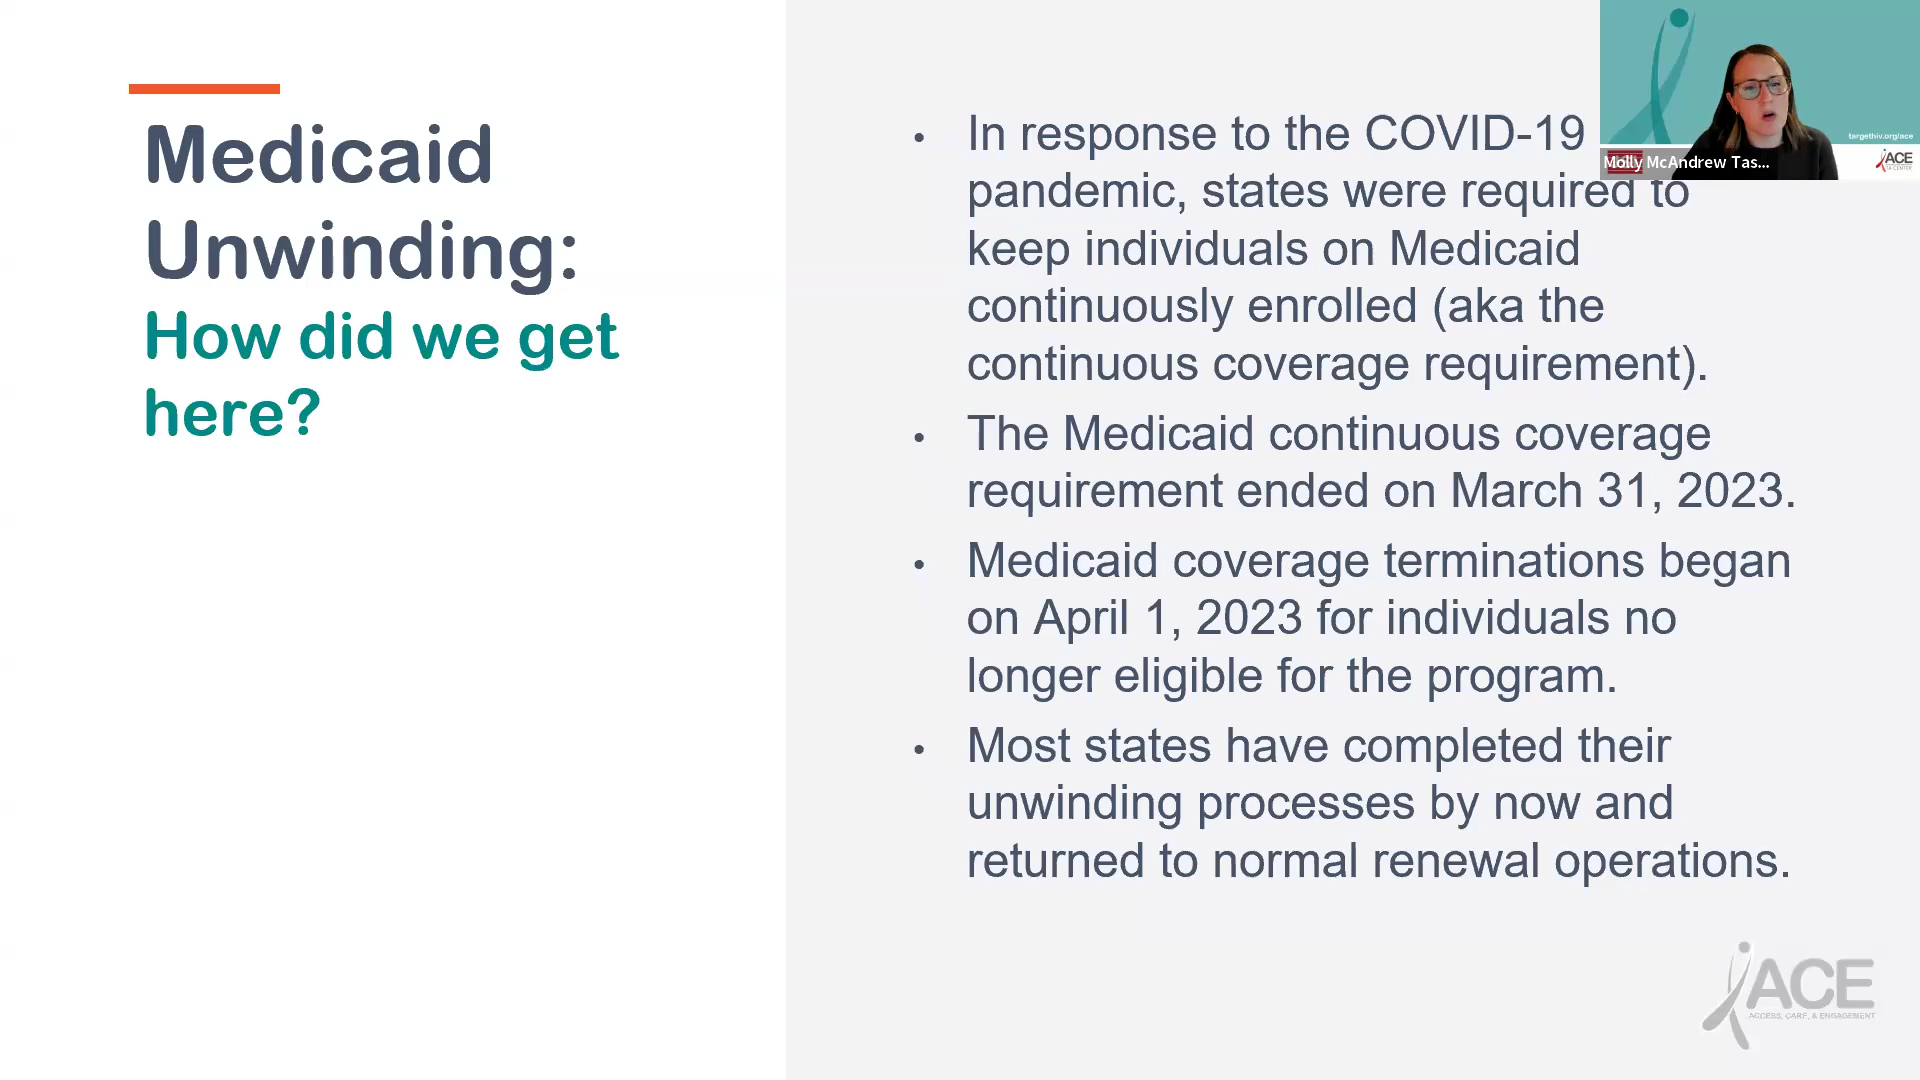 Medicaid
Unwinding:
How did we get
here?
• In response to the COVID-19
pandemic, states were required to
keep individuals on Medicaid
continuously enrolled (aka the
continuous coverage requirement).
• The Medicaid continuous coverage
requirement ended on March 31, 2023.
• Medicaid coverage terminations began
on April 1, 2023 for individuals no
longer eligible for the program.
• Most states have completed their
unwinding processes by now and
returned to normal renewal operations.
targethiv.org/ace
Molly McAndrew Tas...
ACE
TA CENTER
ACE
ACCESS, CARE, & ENGAGEMENT